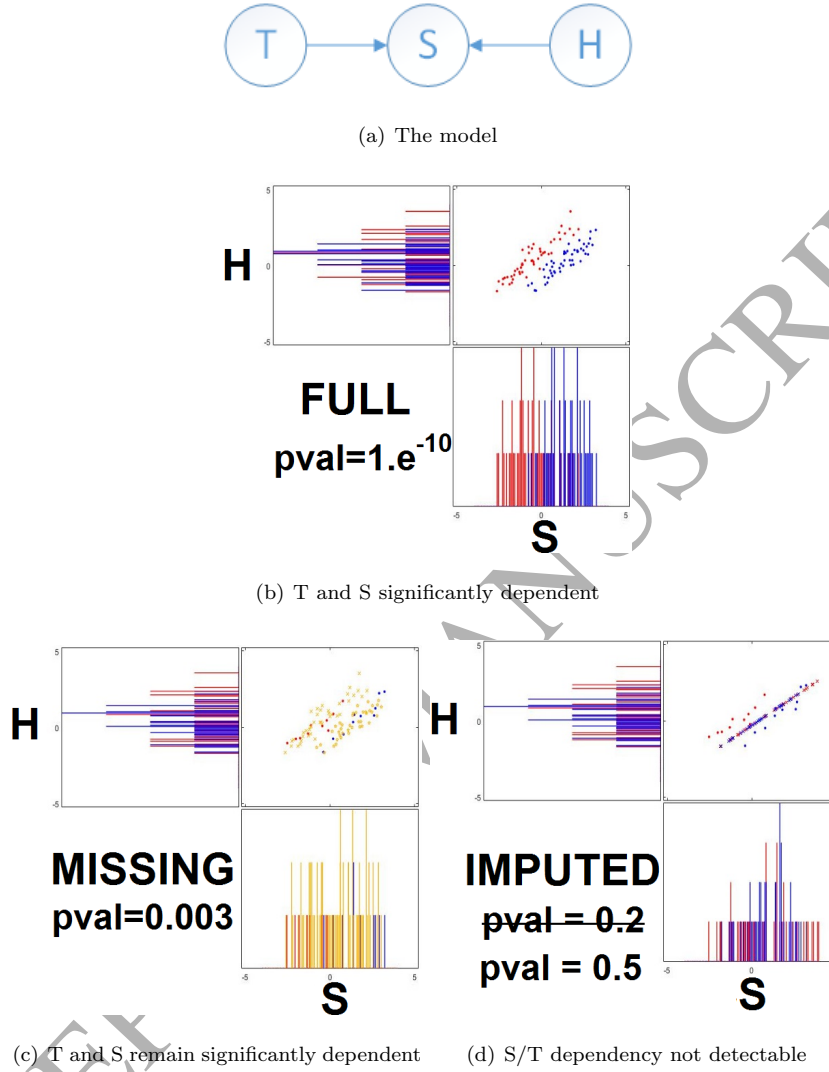 T S H
(a) The model
5
H
0
-5
FULL
pval=1.e-10
-5 0 5
S
(b) T and S significantly dependent
5
H
0
-5
MISSING
pval=0.003
-5 0 5
S
5
H
0
-5
IMPUTED
pval = 0.2
pval = 0.5
-5 0 5
S
(c) T and S remain significantly dependent
(d) S/T dependency not detectable